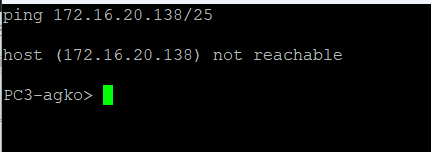 ping 172.16.20.138/25
host (172.16.20.138) not reachable
PC3-agko>